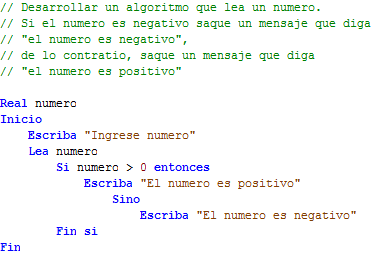 // Desarrollar un algoritmo que lea un numero.
// Si el numero es negativo saque un mensaje que diga
// "el numero es negativo",
// de lo contratio, saque un mensaje que diga
// "el numero es positivo"
Real numero
Inicio
Escriba "Ingrese numero"
Lea numero
Si numero > 0 entonces
Escriba "El numero es positivo"
Sino
Escriba "El numero es negativo"
Fin si
Fin